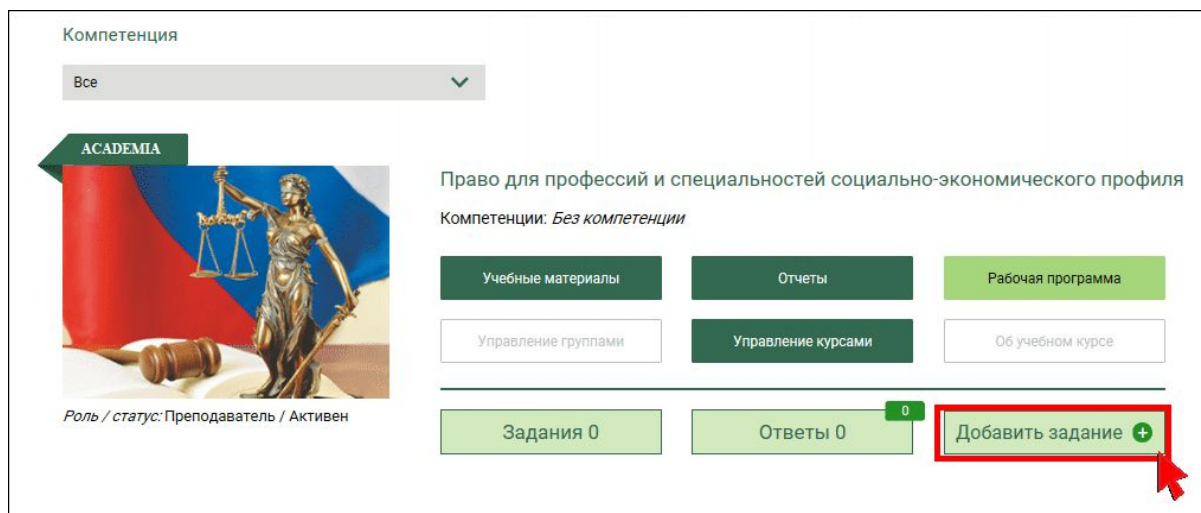 Компетенция
Все
ACADEMIA
Право для профессий и специальностей социально-экономического профиля
Компетенции: Без компетенции
Учебные материалы
Отчеты
Рабочая программа
Управление группами
Управление курсами
Об учебном курсе
Роль / статус: Преподаватель / Активен
Задания 0
Ответы 0
0
Добавить задание